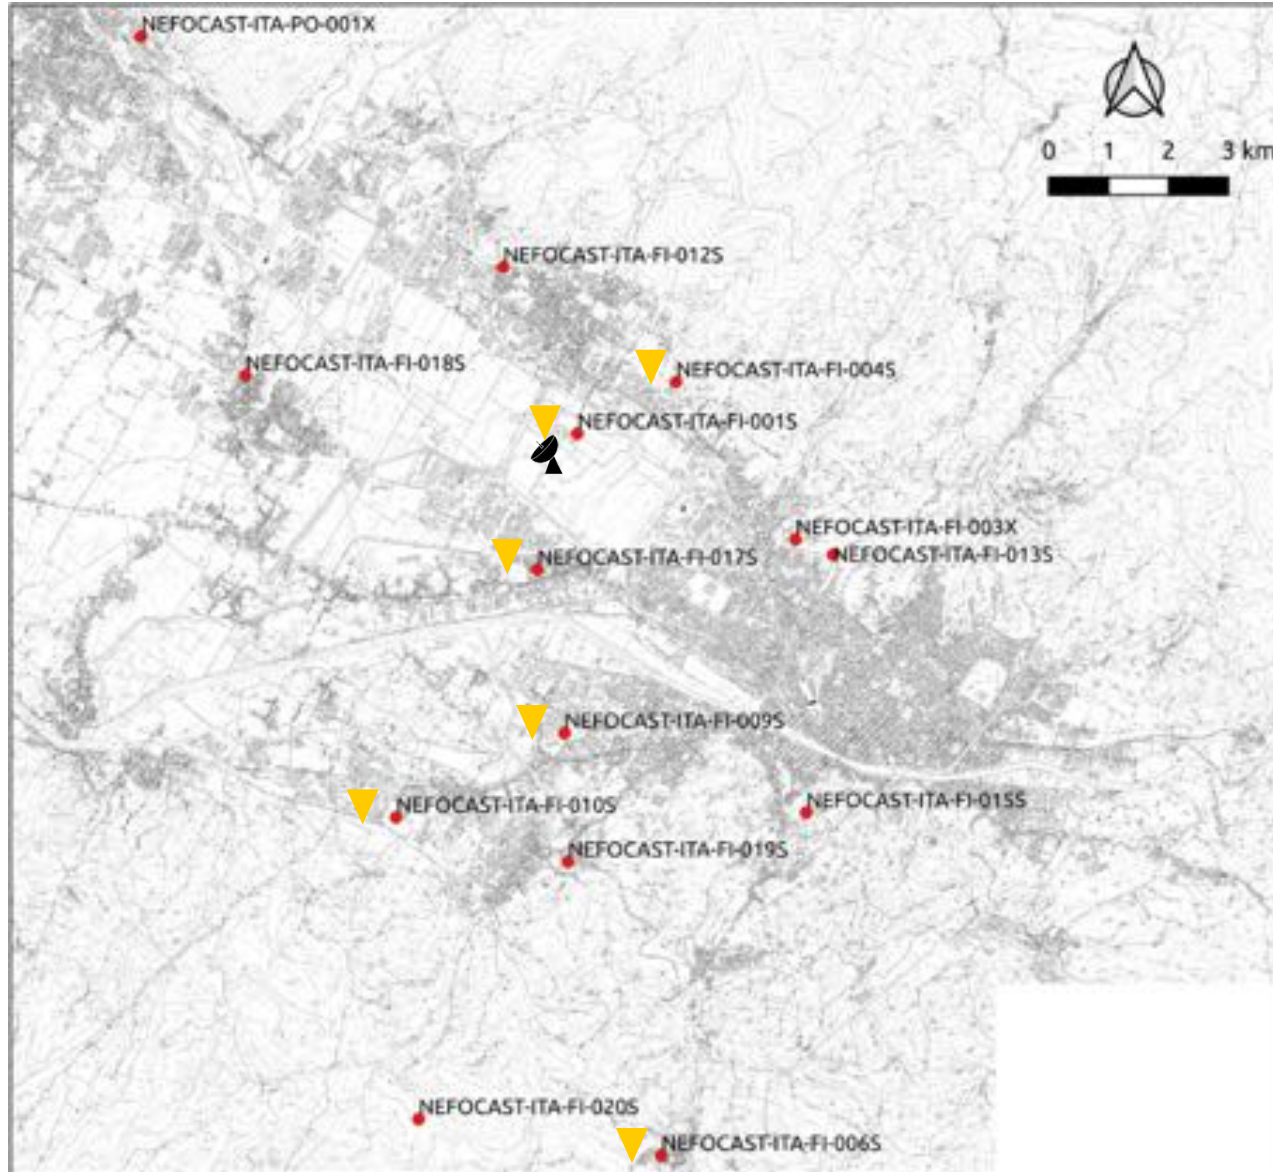 NEFOCAST-ITA-PO-001X
0 1 2 3 km
NEFOCAST-ITA-FI-012S
NEFOCAST-ITA-FI-018S
NEFOCAST-ITA-FI-004S
NEFOCAST-ITA-FI-001S
NEFOCAST-ITA-FI-003X
NEFOCAST-ITA-FI-013S
NEFOCAST-ITA-FI-017S
NEFOCAST-ITA-FI-009S
NEFOCAST-ITA-FI-010S
NEFOCAST-ITA-FI-015S
NEFOCAST-ITA-FI-019S
NEFOCAST-ITA-FI-020S
NEFOCAST-ITA-FI-006S